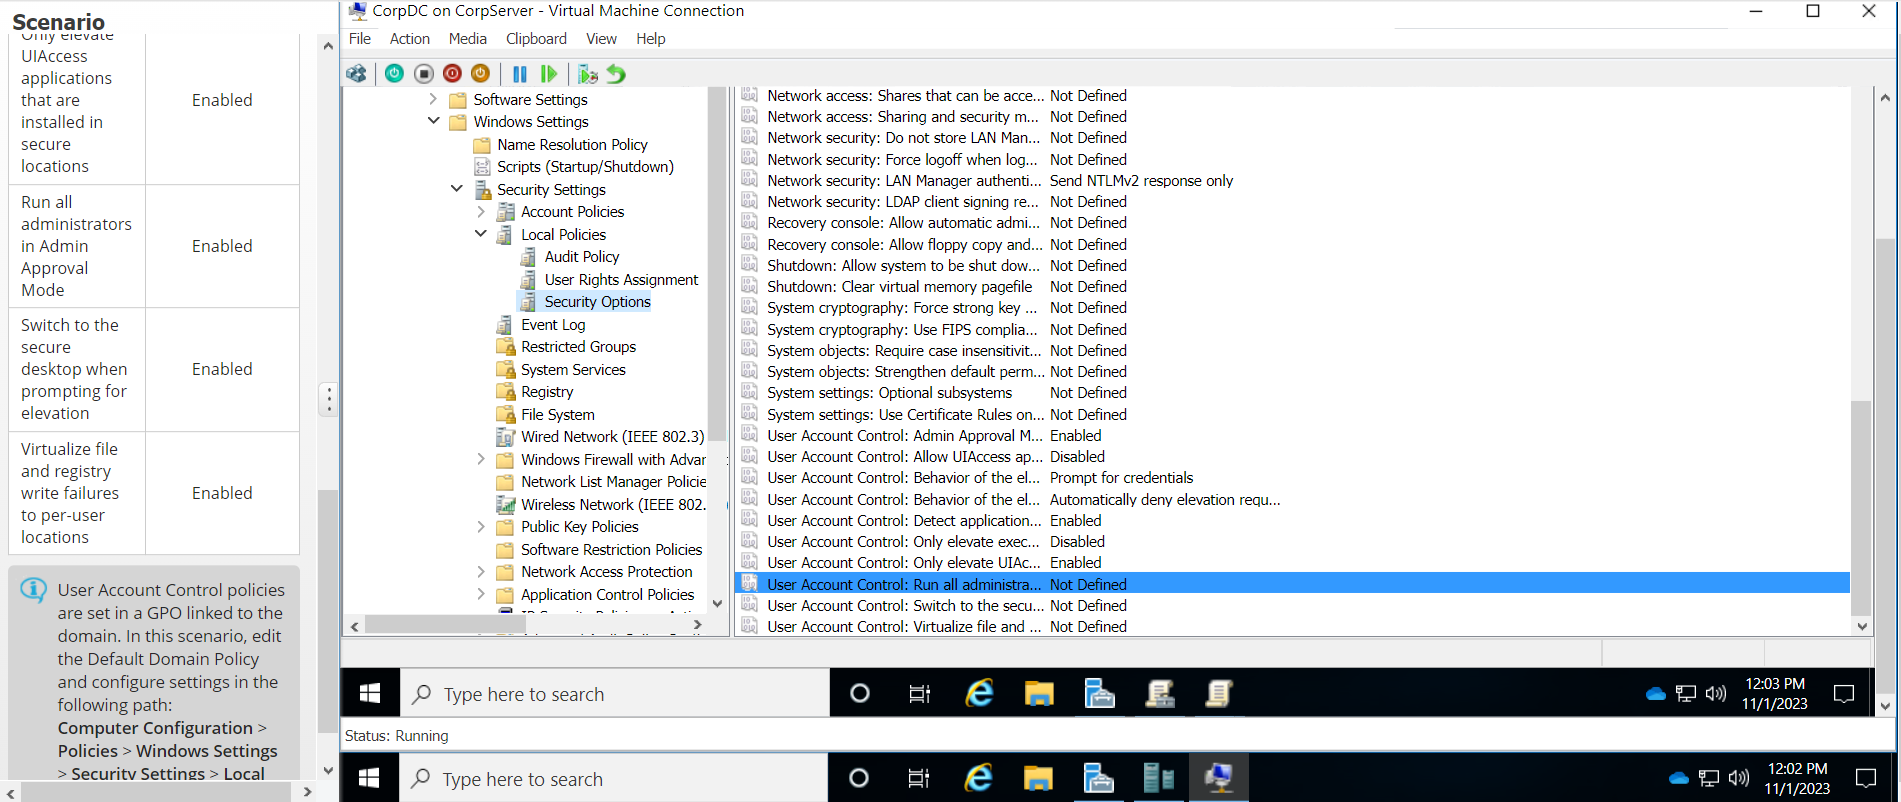 Scenario
Only elevate
UIAccess
applications
that are
installed in
secure
locations
Enabled
Run all
administrators
in Admin
Approval
Mode
Enabled
Switch to the
secure
desktop when
prompting for
elevation
Enabled
Virtualize file
and registry
write failures
to per-user
locations
Enabled
User Account Control policies
are set in a GPO linked to the
domain. In this scenario, edit
the Default Domain Policy
and configure settings in the
following path:
Computer Configuration >
Policies > Windows Settings
> Security Settings > Local
CorpDC on CorpServer - Virtual Machine Connection
File Action Media Clipboard View Help
Software Settings
Windows Settings
Name Resolution Policy
Scripts (Startup/Shutdown)
Security Settings
Account Policies
Local Policies
Audit Policy
User Rights Assignment
Security Options
Event Log
Restricted Groups
System Services
Registry
File System
Wired Network (IEEE 802.3)
Windows Firewall with Advar
Network List Manager Policie
Wireless Network (IEEE 802.
Public Key Policies
Software Restriction Policies
Network Access Protection
Application Control Policies
Network access: Shares that can be acce... Not Defined
Network access: Sharing and security m... Not Defined
Network security: Do not store LAN Man... Not Defined
Network security: Force logoff when log... Not Defined
Network security: LAN Manager authenti... Send NTLMv2 response only
Network security: LDAP client signing re... Not Defined
Recovery console: Allow automatic admi... Not Defined
Recovery console: Allow floppy copy and... Not Defined
Shutdown: Allow system to be shut dow... Not Defined
Shutdown: Clear virtual memory pagefile Not Defined
System cryptography: Force strong key ... Not Defined
System cryptography: Use FIPS complia... Not Defined
System objects: Require case insensitivit... Not Defined
System objects: Strengthen default perm... Not Defined
System settings: Optional subsystems Not Defined
System settings: Use Certificate Rules on... Not Defined
User Account Control: Admin Approval M... Enabled
User Account Control: Allow UIAccess ap... Disabled
User Account Control: Behavior of the el... Prompt for credentials
User Account Control: Behavior of the el... Automatically deny elevation requ...
User Account Control: Detect application... Enabled
User Account Control: Only elevate exec... Disabled
User Account Control: Only elevate UIAc... Enabled
User Account Control: Run all administra... Not Defined
User Account Control: Switch to the secu... Not Defined
User Account Control: Virtualize file and ... Not Defined
Type here to search
12:03 PM
11/1/2023
Status: Running
Type here to search
12:02 PM
11/1/2023